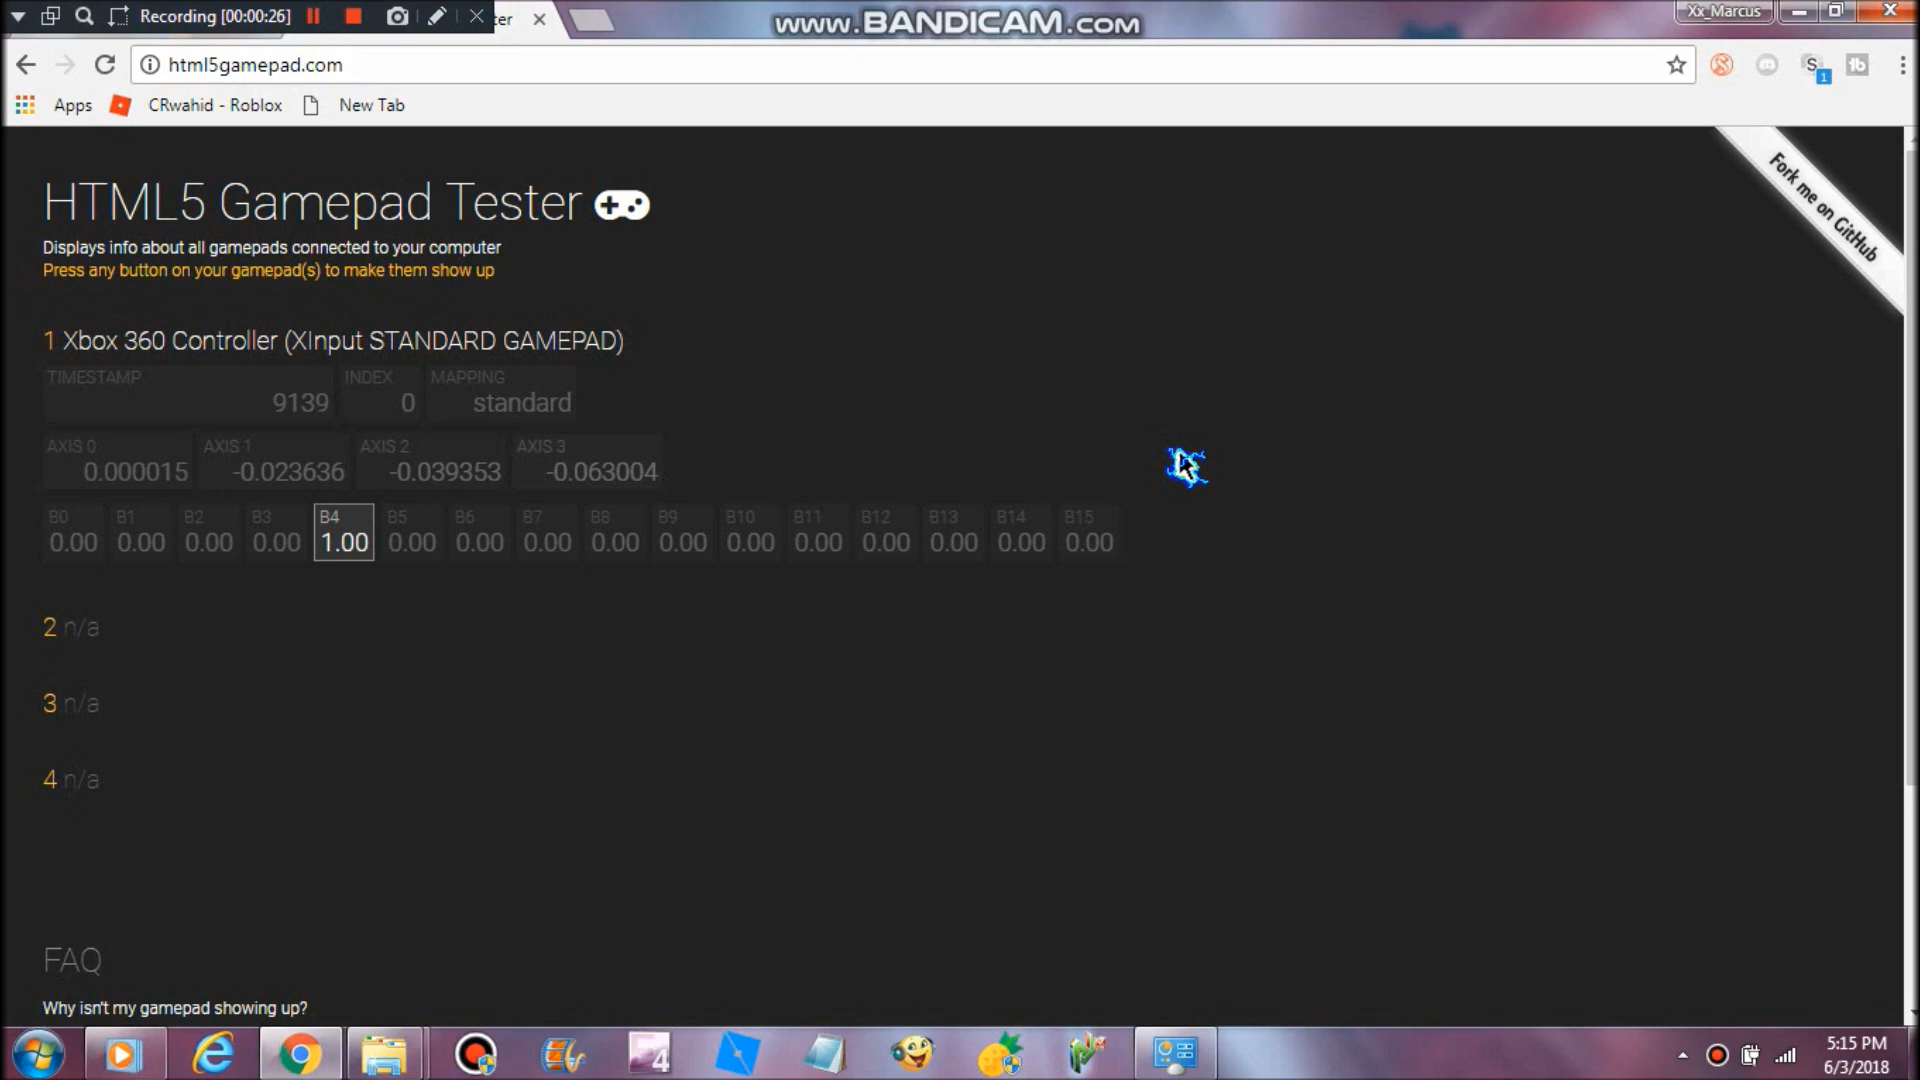 Recording [00:00:26]
ter
www.BANDICAM.com
Xx_Marcus
html5gamepad.com
S
1
tb
Apps
CRwahid - Roblox
New Tab
Fork me on GitHub
HTML5 Gamepad Tester
Displays info about all gamepads connected to your computer
Press any button on your gamepad(s) to make them show up
1 Xbox 360 Controller (XInput STANDARD GAMEPAD)
TIMESTAMP INDEX MAPPING
9139 0 standard
AXIS 0 AXIS 1 AXIS 2 AXIS 3
0.000015 -0.023636 -0.039353 -0.063004
B0 B1 B2 B3 B4 B5 B6 B7 B8 B9 B10 B11 B12 B13 B14 B15
0.00 0.00 0.00 0.00 1.00 0.00 0.00 0.00 0.00 0.00 0.00 0.00 0.00 0.00 0.00 0.00
2 n/a
3 n/a
4 n/a
FAQ
Why isn't my gamepad showing up?
4
5:15 PM
6/3/2018